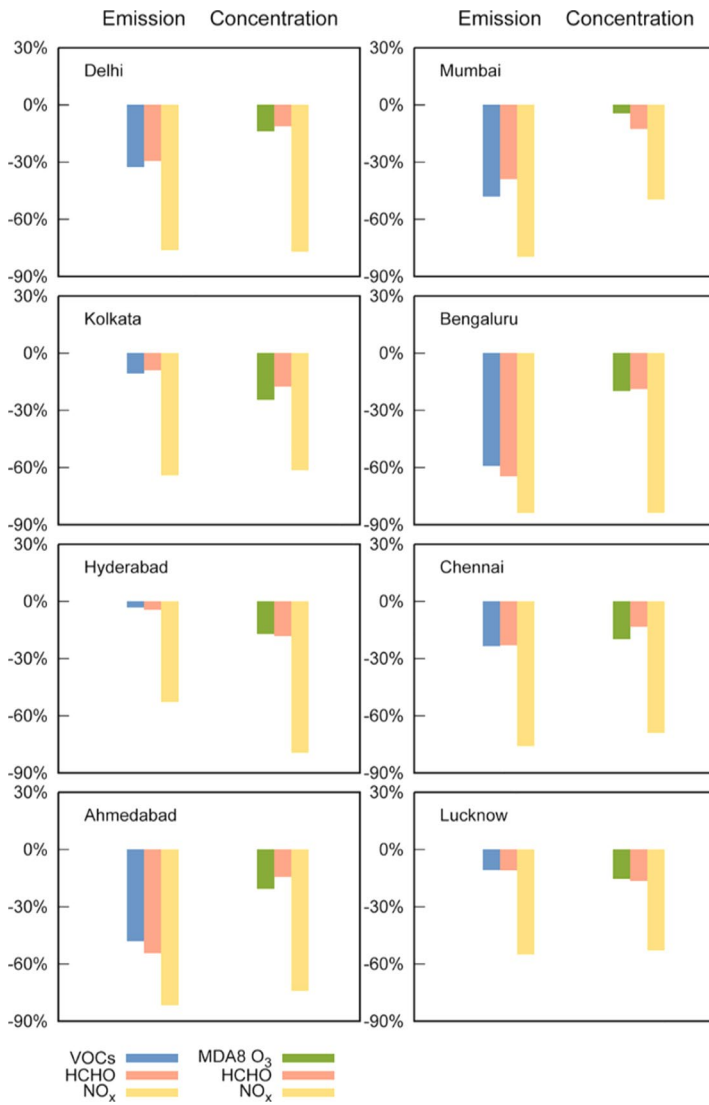 Emission Concentration Emission Concentration
30% 30%
Delhi Mumbai
0% 0%
-30% -30%
-60% -60%
-90% -90%
30% 30%
Kolkata Bengaluru
0% 0%
-30% -30%
-60% -60%
-90% -90%
30% 30%
Hyderabad Chennai
0% 0%
-30% -30%
-60% -60%
-90% -90%
30% 30%
Ahmedabad Lucknow
0% 0%
-30% -30%
-60% -60%
-90% -90%
VOCs MDA8 O₃
HCHO HCHO
NOₓ NOₓ